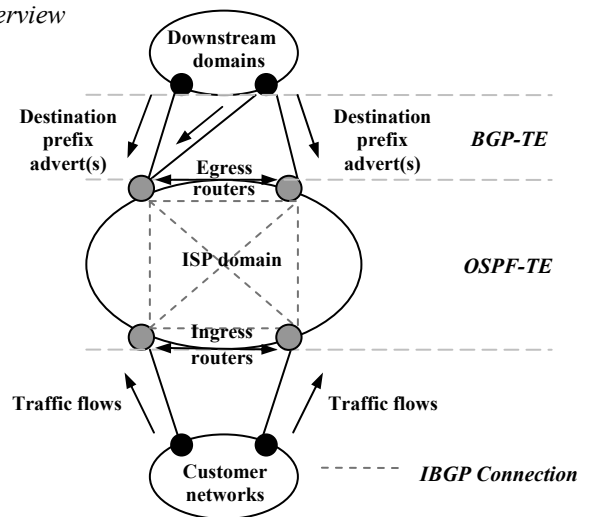 erview
Downstream
domains
Destination
prefix
advert(s)
Destination
prefix
advert(s)
BGP-TE
Egress
routers
ISP domain
OSPF-TE
Ingress
routers
Traffic flows
Traffic flows
Customer
networks
IBGP Connection